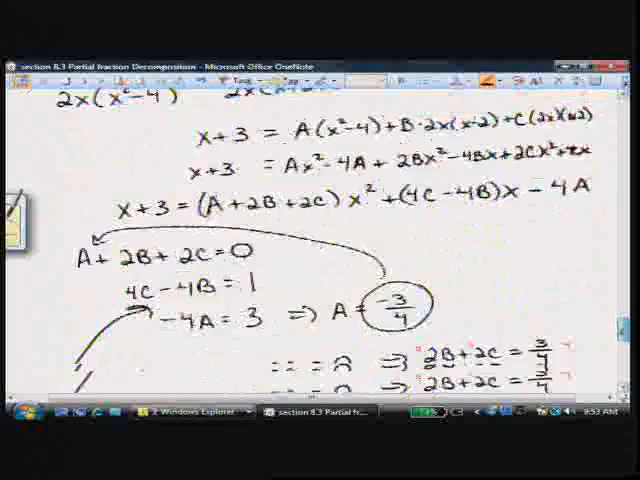 section 8.3 Partial fraction Decomposition - Microsoft Office OneNote
2x(x²-4)
x+3 = A(x²-4)+B·2x(x-2)+C(2x)(x+2)
x+3 = Ax²-4A + 2Bx²-4Bx+2Cx²+
x+3 = (A+2B+2C)x²+(4C-4B)x-4A
A+2B+2C=0
4C-4B=1
-4A=3 ⇒ A=-3/4
⇒ 2B+2C=3/4
⇒ 2B+2C=3/4
2 Windows Explorer
section 8.3 Partial fr...
9:53 AM